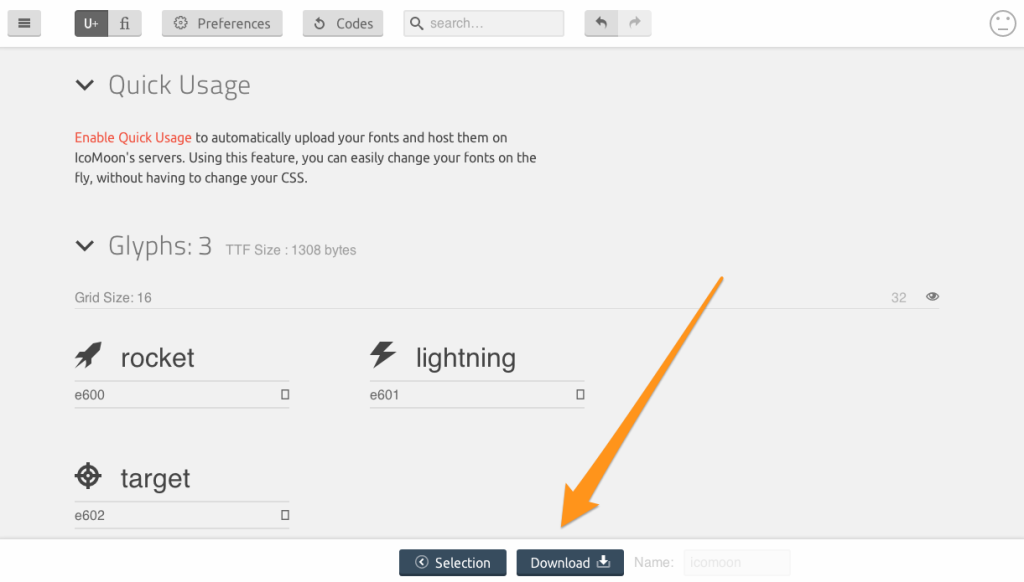 U+ fi Preferences Codes search...
Quick Usage
Enable Quick Usage to automatically upload your fonts and host them on
IcoMoon's servers. Using this feature, you can easily change your fonts on the
fly, without having to change your CSS.
Glyphs: 3 TTF Size : 1308 bytes
Grid Size: 16 32
rocket lightning
e600 e601
target
e602
Selection Download Name: icomoon